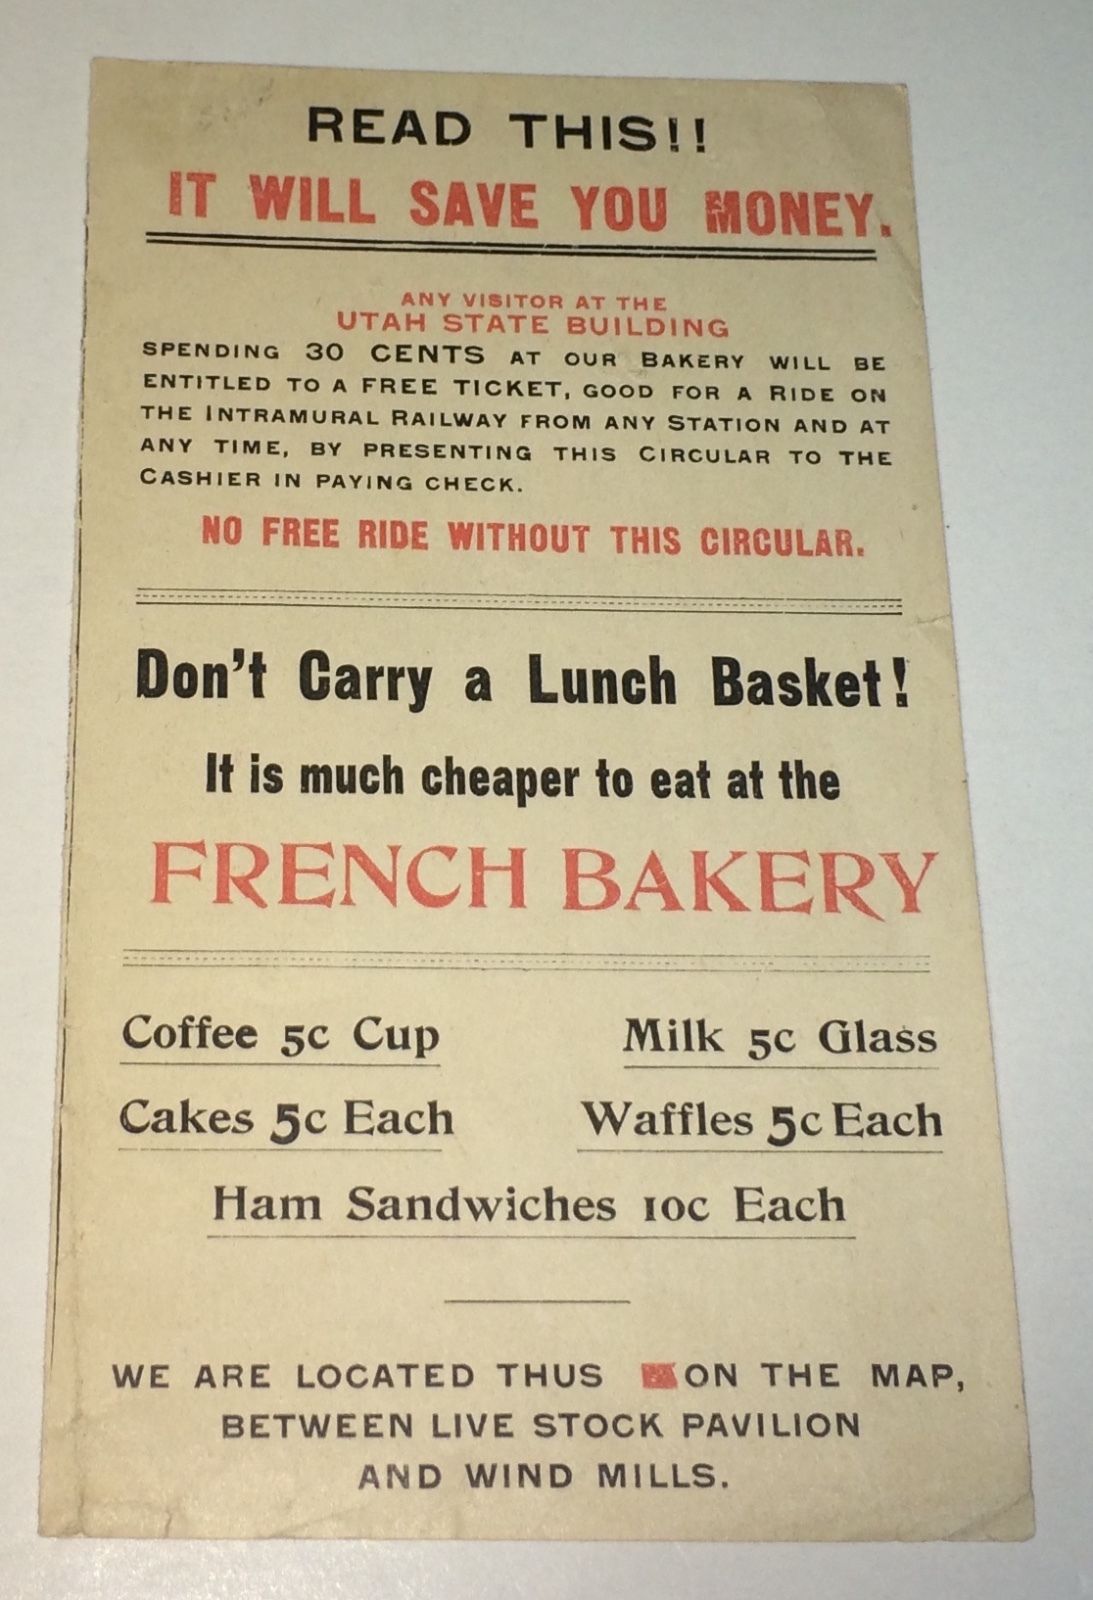 READ THIS!!
IT WILL SAVE YOU MONEY.
ANY VISITOR AT THE
UTAH STATE BUILDING
SPENDING 30 CENTS AT OUR BAKERY WILL BE
ENTITLED TO A FREE TICKET, GOOD FOR A RIDE ON
THE INTRAMURAL RAILWAY FROM ANY STATION AND AT
ANY TIME, BY PRESENTING THIS CIRCULAR TO THE
CASHIER IN PAYING CHECK.
NO FREE RIDE WITHOUT THIS CIRCULAR.
Don't Carry a Lunch Basket!
It is much cheaper to eat at the
FRENCH BAKERY
Coffee 5c Cup Milk 5c Glass
Cakes 5c Each Waffles 5c Each
Ham Sandwiches 10c Each
WE ARE LOCATED THUS ON THE MAP,
BETWEEN LIVE STOCK PAVILION
AND WIND MILLS.